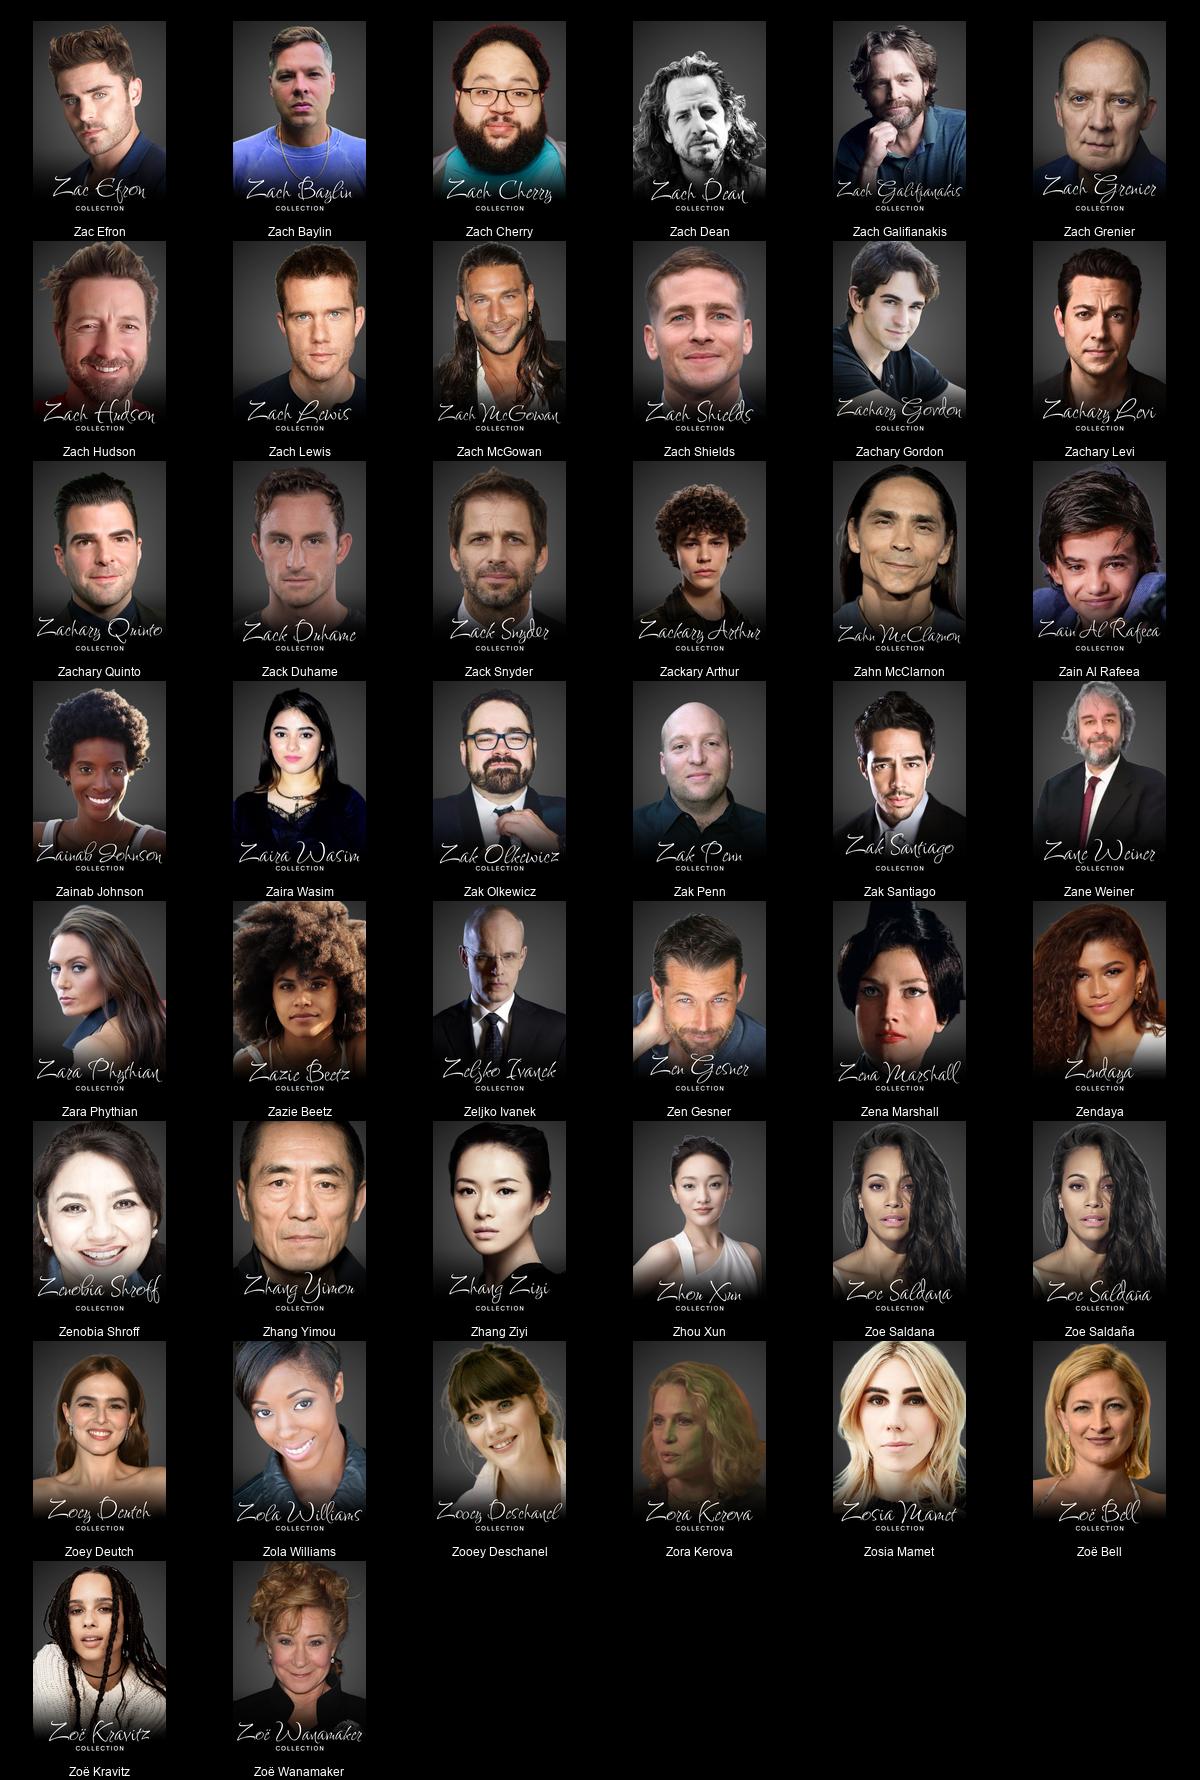 Zac Efron Zach Baylin Zach Cherry Zach Dean Zach Galifianakis Zach Grenier
COLLECTION COLLECTION COLLECTION COLLECTION COLLECTION COLLECTION
Zac Efron Zach Baylin Zach Cherry Zach Dean Zach Galifianakis Zach Grenier
Zach Hudson Zach Lewis Zach McGowan Zach Shields Zachary Gordon Zachary Levi
COLLECTION COLLECTION COLLECTION COLLECTION COLLECTION COLLECTION
Zach Hudson Zach Lewis Zach McGowan Zach Shields Zachary Gordon Zachary Levi
Zachary Quinto Zack Duhame Zack Snyder Zackary Arthur Zahn McClarnon Zain Al Rafeea
COLLECTION COLLECTION COLLECTION COLLECTION COLLECTION COLLECTION
Zachary Quinto Zack Duhame Zack Snyder Zackary Arthur Zahn McClarnon Zain Al Rafeea
Zainab Johnson Zaira Wasim Zak Olkewicz Zak Penn Zak Santiago Zane Weiner
COLLECTION COLLECTION COLLECTION COLLECTION COLLECTION COLLECTION
Zainab Johnson Zaira Wasim Zak Olkewicz Zak Penn Zak Santiago Zane Weiner
Zara Phythian Zazie Beetz Zeljko Ivanek Zen Gesner Zena Marshall Zendaya
COLLECTION COLLECTION COLLECTION COLLECTION COLLECTION COLLECTION
Zara Phythian Zazie Beetz Zeljko Ivanek Zen Gesner Zena Marshall Zendaya
Zenobia Shroff Zhang Yimou Zhang Ziyi Zhou Xun Zoe Saldana Zoe Saldaña
COLLECTION COLLECTION COLLECTION COLLECTION COLLECTION COLLECTION
Zenobia Shroff Zhang Yimou Zhang Ziyi Zhou Xun Zoe Saldana Zoe Saldaña
Zoey Deutch Zola Williams Zooey Deschanel Zora Kerova Zosia Mamet Zoë Bell
COLLECTION COLLECTION COLLECTION COLLECTION COLLECTION COLLECTION
Zoey Deutch Zola Williams Zooey Deschanel Zora Kerova Zosia Mamet Zoë Bell
Zoë Kravitz Zoë Wanamaker
COLLECTION COLLECTION
Zoë Kravitz Zoë Wanamaker